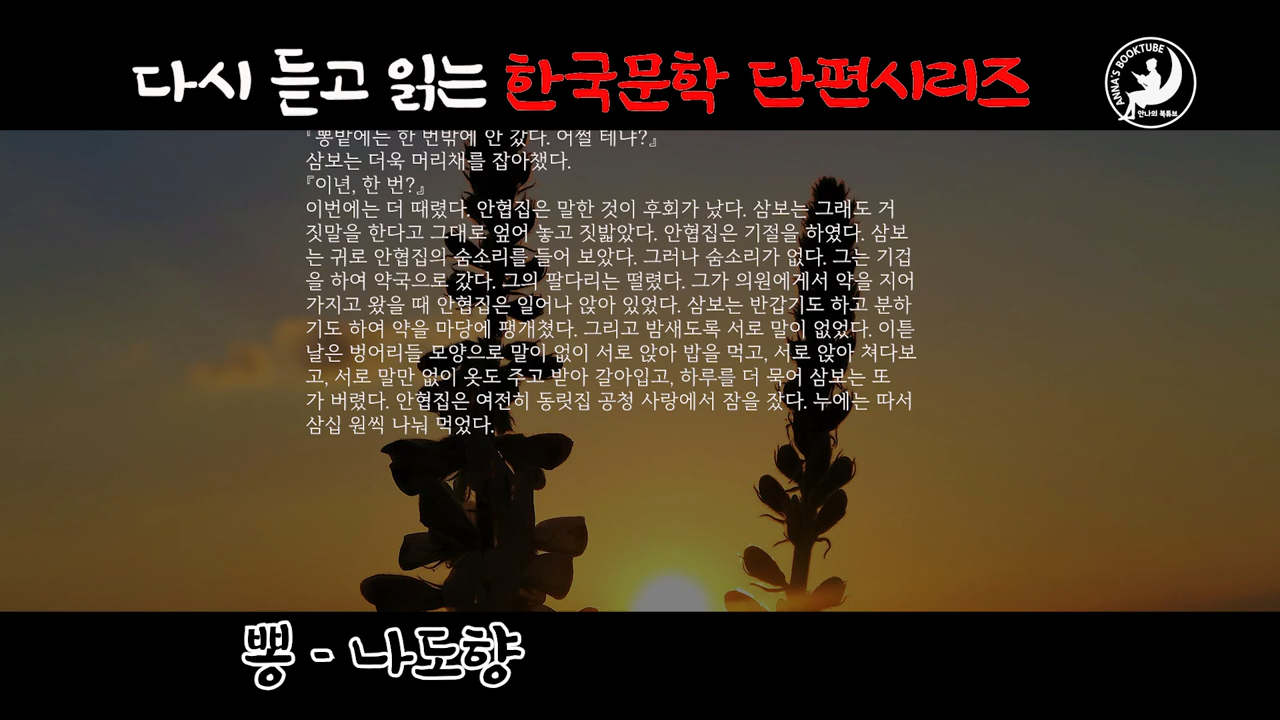 다시 듣고 읽는 한국문학 단편시리즈
ANNA'S BOOKTUBE
안나의 북튜브
『뽕밭에는 한 번밖에 안 갔다. 어쩔 테냐?』
삼보는 더욱 머리채를 잡아챘다.
『이년, 한 번?』
이번에는 더 때렸다. 안협집은 말한 것이 후회가 났다. 삼보는 그래도 거
짓말을 한다고 그대로 엎어 놓고 짓밟았다. 안협집은 기절을 하였다. 삼보
는 귀로 안협집의 숨소리를 들어 보았다. 그러나 숨소리가 없다. 그는 기겁
을 하여 약국으로 갔다. 그의 팔다리는 떨렸다. 그가 의원에게서 약을 지어
가지고 왔을 때 안협집은 일어나 앉아 있었다. 삼보는 반갑기도 하고 분하
기도 하여 약을 마당에 팽개쳤다. 그리고 밤새도록 서로 말이 없었다. 이튿
날은 벙어리들 모양으로 말이 없이 서로 앉아 밥을 먹고, 서로 앉아 쳐다보
고, 서로 말만 없이 옷도 주고 받아 갈아입고, 하루를 더 묵어 삼보는 또
가 버렸다. 안협집은 여전히 동릿집 공청 사랑에서 잠을 잤다. 누에는 따서
삼십 원씩 나눠 먹었다.
뽕 - 나도향